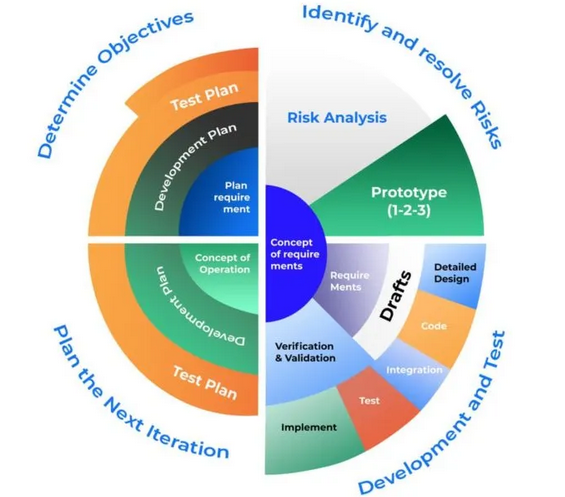 Determine Objectives
Identify and resolve Risks
Test Plan
Development Plan
Plan
require
ment
Risk Analysis
Prototype
(1-2-3)
Concept
of require
ments
Concept of
Operation
Development Plan
Test Plan
Require
Ments
Drafts
Detailed
Design
Code
Integration
Test
Implement
Verification
& Validation
Plan the Next Iteration
Development and Test